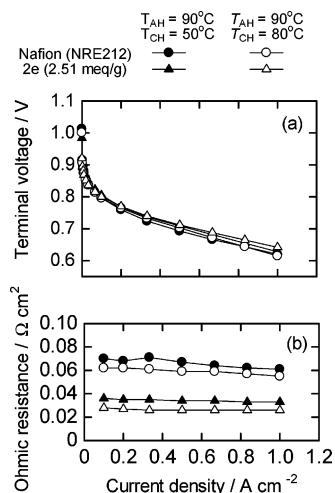 T_AH = 90°C T_AH = 90°C
T_CH = 50°C T_CH = 80°C
Nafion (NRE212)
2e (2.51 meq/g)
Terminal voltage / V
1.1
1.0
0.9
0.8
0.7
0.6
(a)
Ohmic resistance / Ω cm²
0.10
0.08
0.06
0.04
0.02
0.00
(b)
0.0 0.2 0.4 0.6 0.8 1.0 1.2
Current density / A cm⁻²